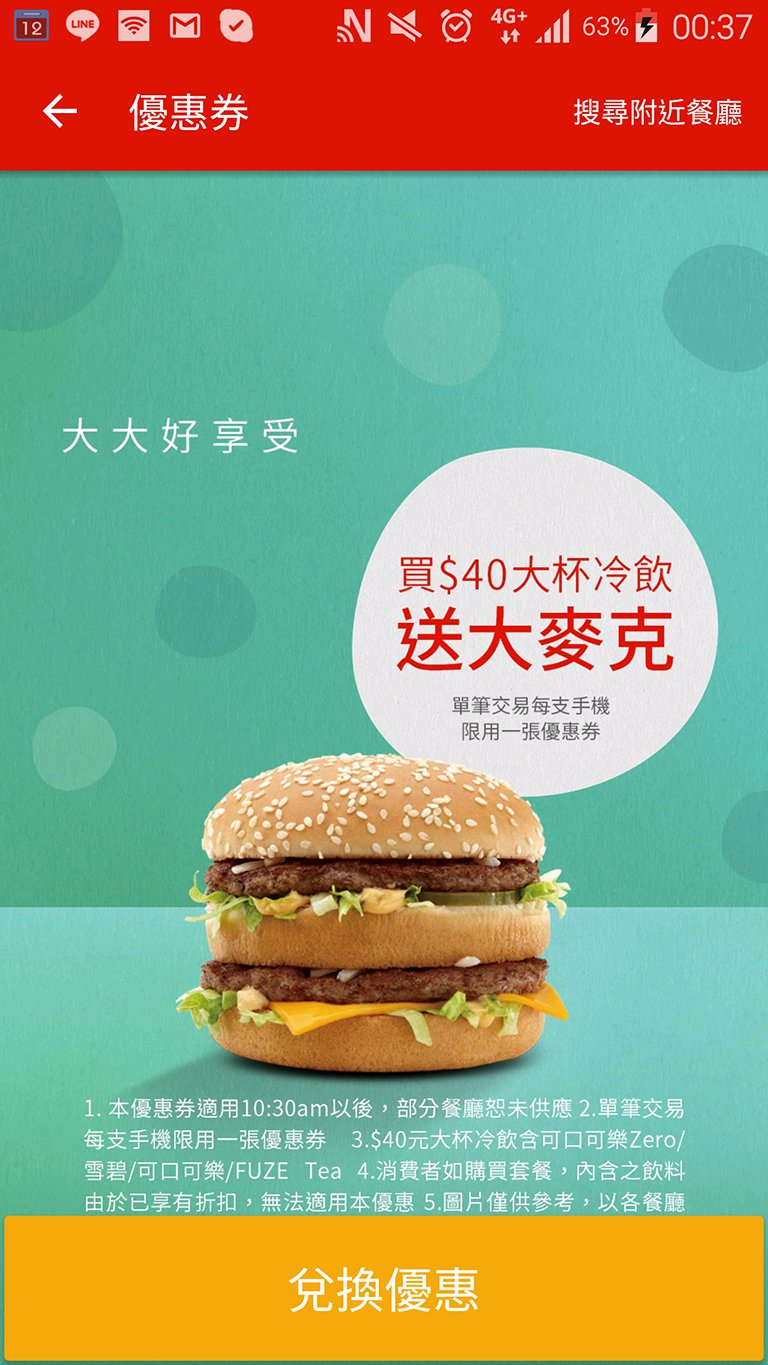 12 LINE 4G+ 63% 00:37
優惠券 搜尋附近餐廳
大大好享受
買$40大杯冷飲
送大麥克
單筆交易每支手機
限用一張優惠券
1. 本優惠券適用10:30am以後，部分餐廳恕未供應 2.單筆交易
每支手機限用一張優惠券 3.$40元大杯冷飲含可口可樂Zero/
雪碧/可口可樂/FUZE Tea 4.消費者如購買套餐，內含之飲料
由於已享有折扣，無法適用本優惠 5.圖片僅供參考，以各餐廳
兌換優惠